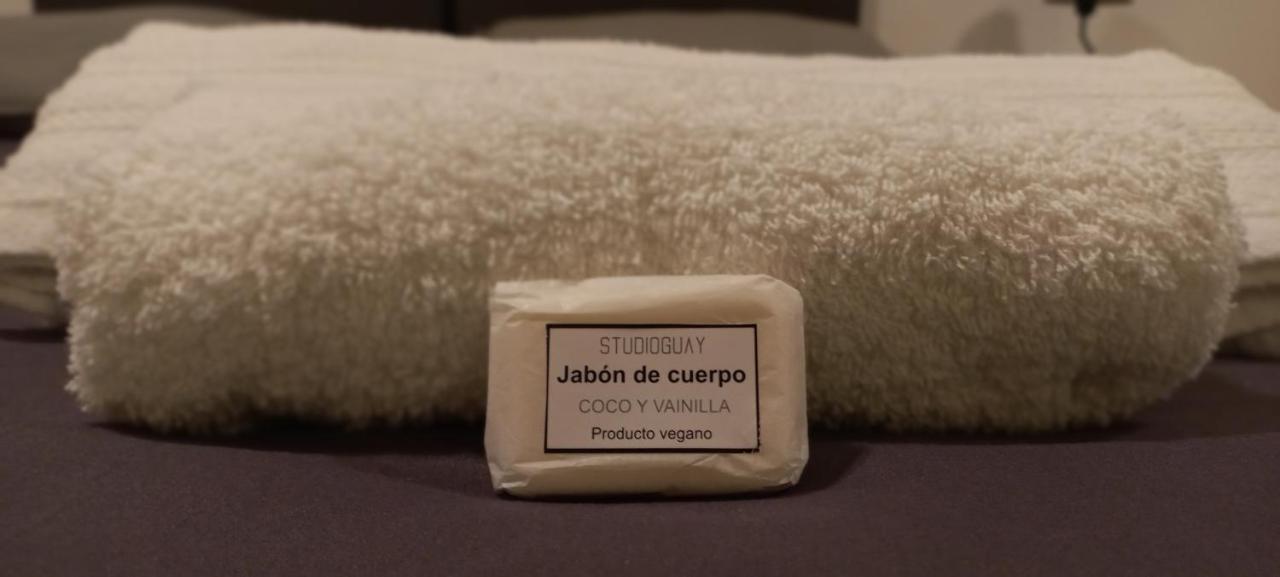 STUDIOGUAY
Jabón de cuerpo
COCO Y VAINILLA
Producto vegano